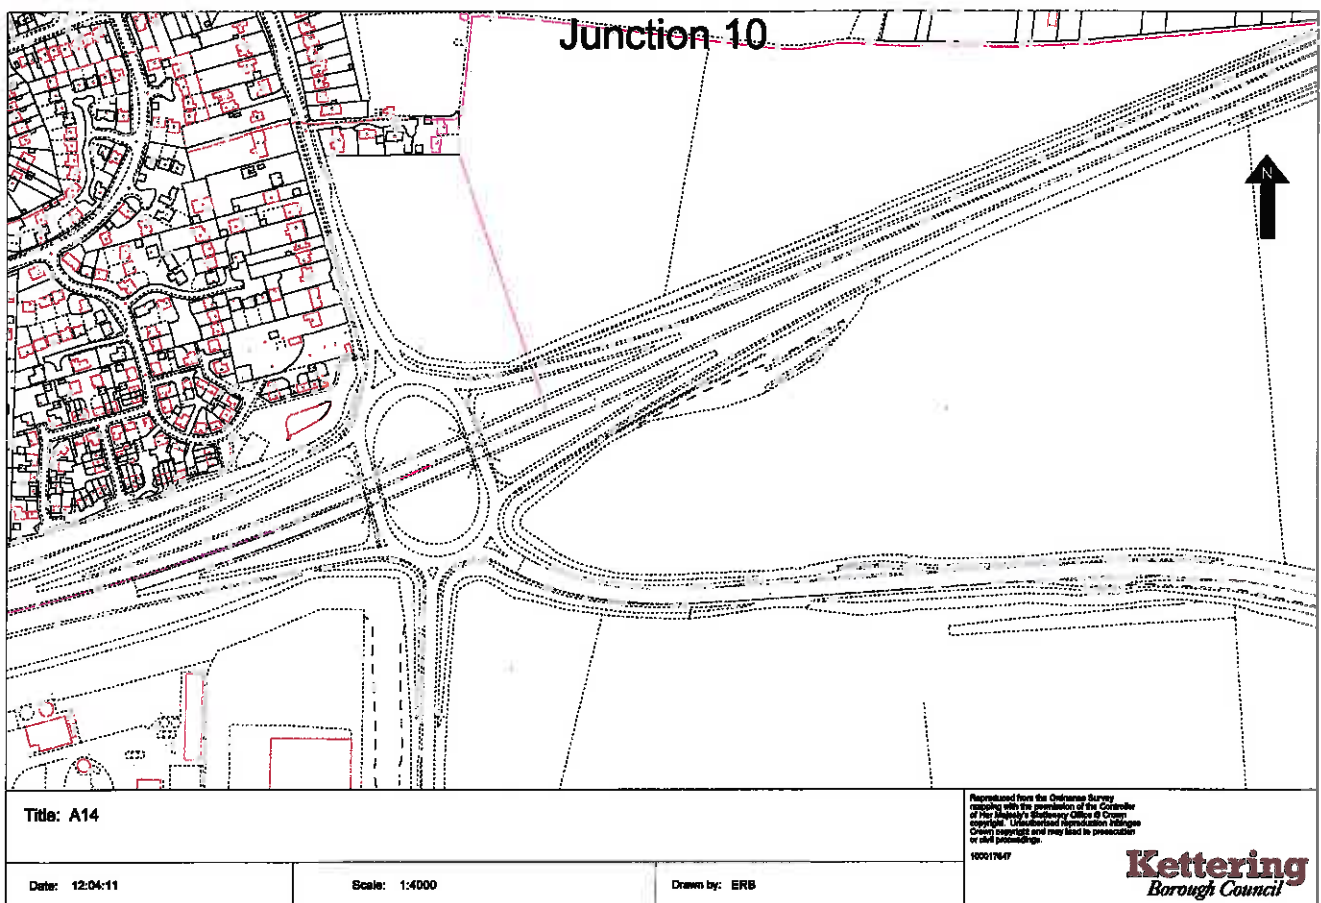 Junction 10
N
Title: A14
Date: 12:04:11
Scale: 1:4000
Drawn by: ERB
Reproduced from the Ordnance Survey
mapping with the permission of the Controller
of Her Majesty's Stationery Office © Crown
copyright. Unauthorised reproduction infringes
Crown copyright and may lead to prosecution
or civil proceedings.
100017647
Kettering
Borough Council